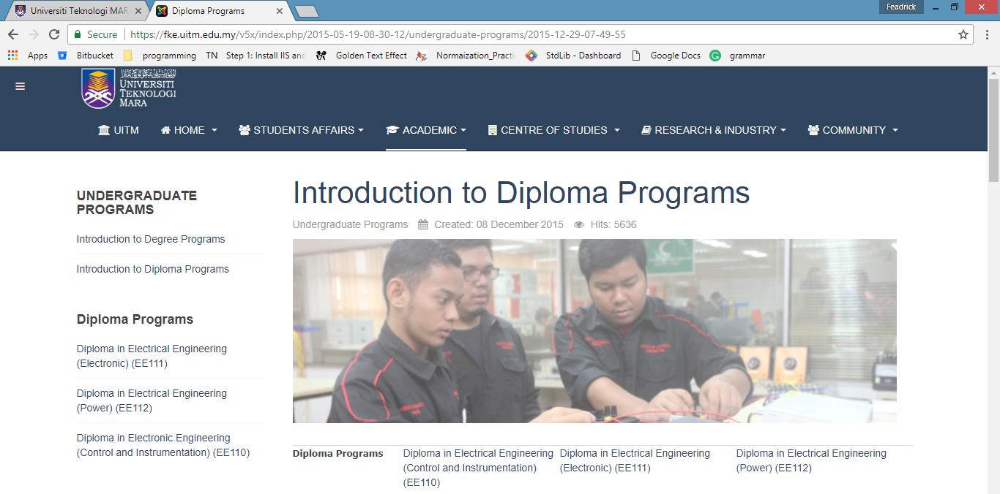 Universiti Teknologi MAR
Diploma Programs
Feadrick
Secure
https://fke.uitm.edu.my/v5x/index.php/2015-05-19-08-30-12/undergraduate-programs/2015-12-29-07-49-55
Apps
Bitbucket
programming
TN
Step 1: Install IIS and
Golden Text Effect
Normaization_Practic
StdLib - Dashboard
Google Docs
grammar
UNIVERSITI
TEKNOLOGI
MARA
UITM
HOME
STUDENTS AFFAIRS
ACADEMIC
CENTRE OF STUDIES
RESEARCH & INDUSTRY
COMMUNITY
UNDERGRADUATE
PROGRAMS
Introduction to Degree Programs
Introduction to Diploma Programs
Diploma Programs
Diploma in Electrical Engineering
(Electronic) (EE111)
Diploma in Electrical Engineering
(Power) (EE112)
Diploma in Electronic Engineering
(Control and Instrumentation) (EE110)
Introduction to Diploma Programs
Undergraduate Programs Created: 08 December 2015 Hits: 5636
Diploma Programs
Diploma in Electrical Engineering
(Control and Instrumentation)
(EE110)
Diploma in Electrical Engineering
(Electronic) (EE111)
Diploma in Electrical Engineering
(Power) (EE112)